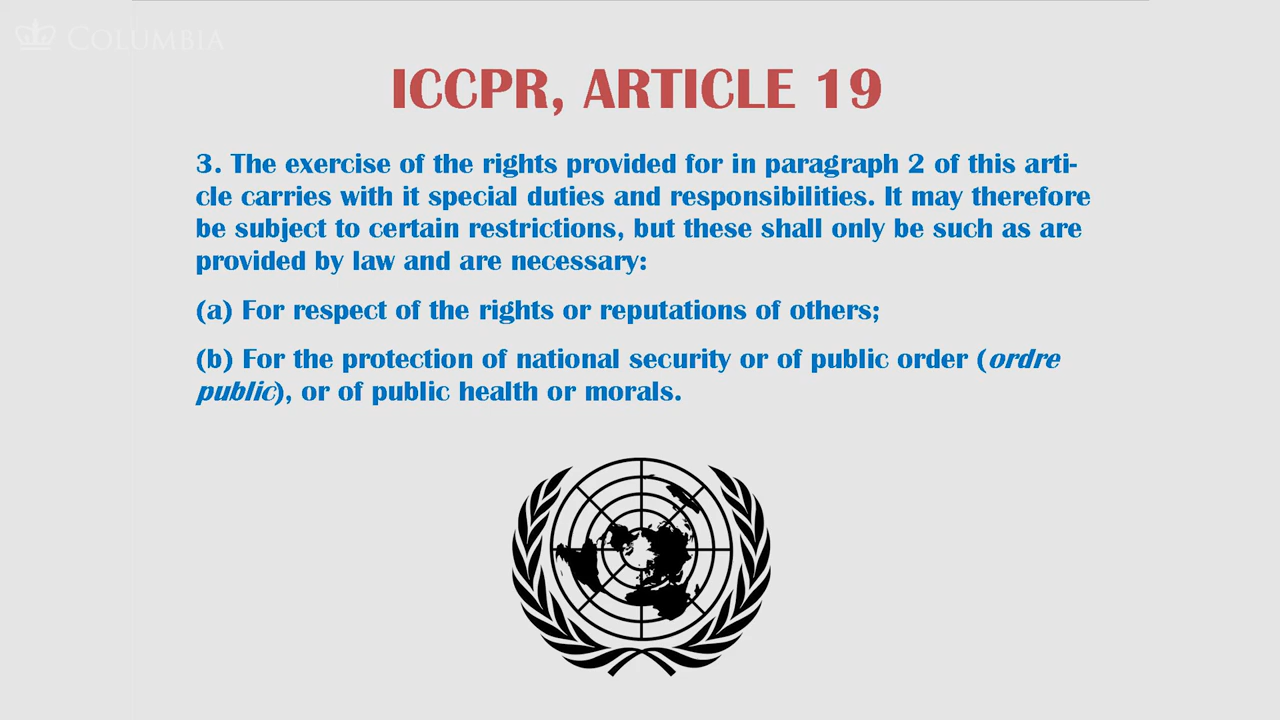 COLUMBIA
ICCPR, ARTICLE 19
3. The exercise of the rights provided for in paragraph 2 of this arti-
cle carries with it special duties and responsibilities. It may therefore
be subject to certain restrictions, but these shall only be such as are
provided by law and are necessary:
(a) For respect of the rights or reputations of others;
(b) For the protection of national security or of public order (ordre
public), or of public health or morals.